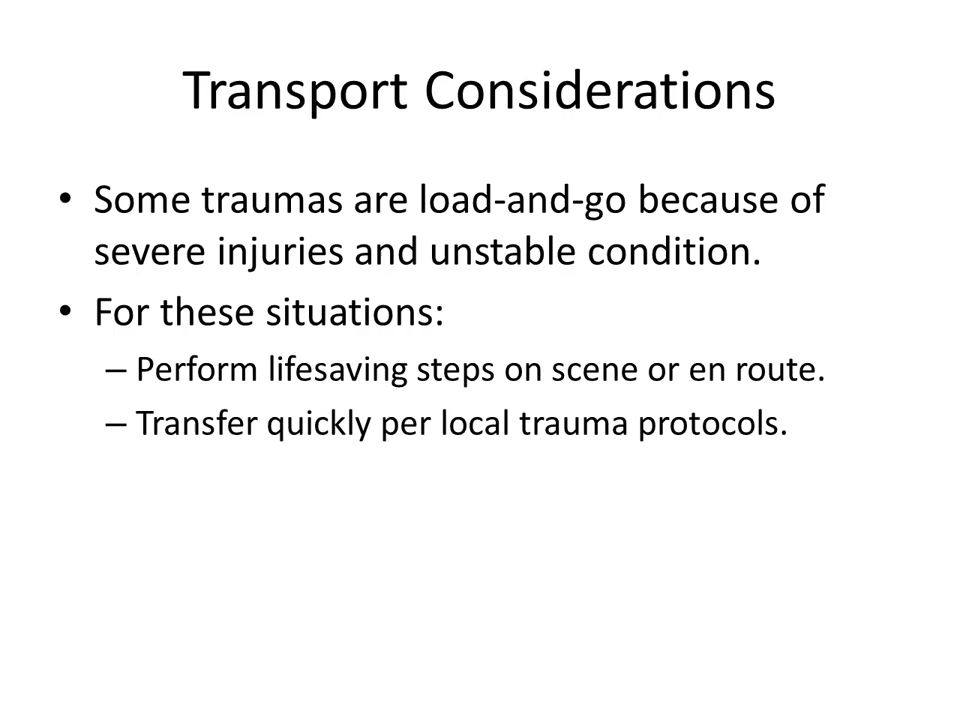 Transport Considerations
• Some traumas are load-and-go because of
severe injuries and unstable condition.
• For these situations:
– Perform lifesaving steps on scene or en route.
– Transfer quickly per local trauma protocols.